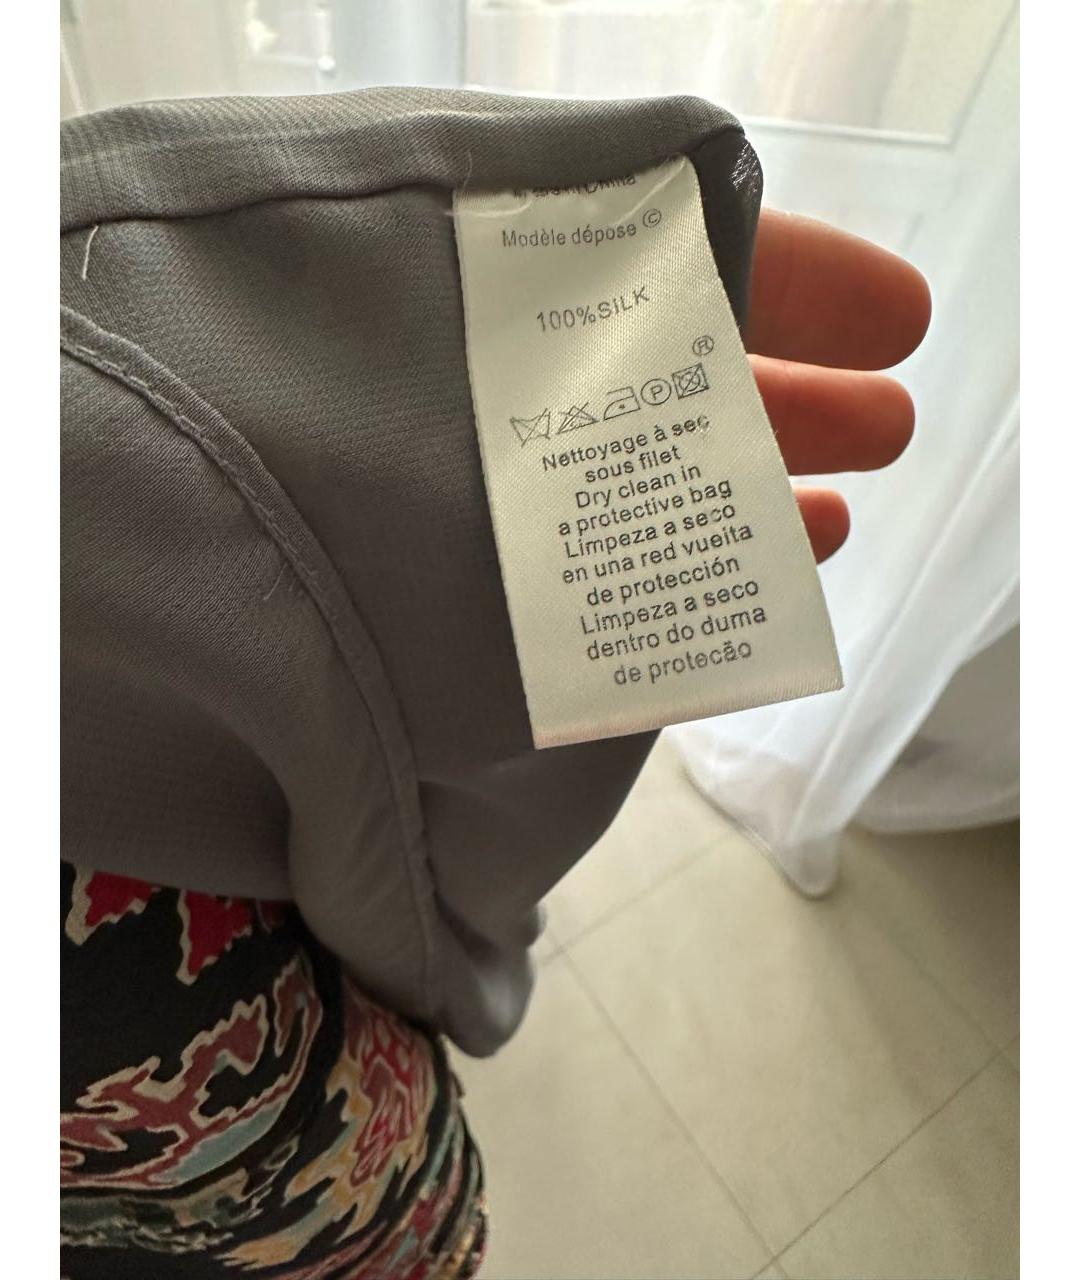 Modèle dépose ©
100%SILK
®
P
Nettoyage à sec
sous filet
Dry clean in
a protective bag
Limpeza a seco
en una red vueita
de protección
Limpeza a seco
dentro do duma
de protecão